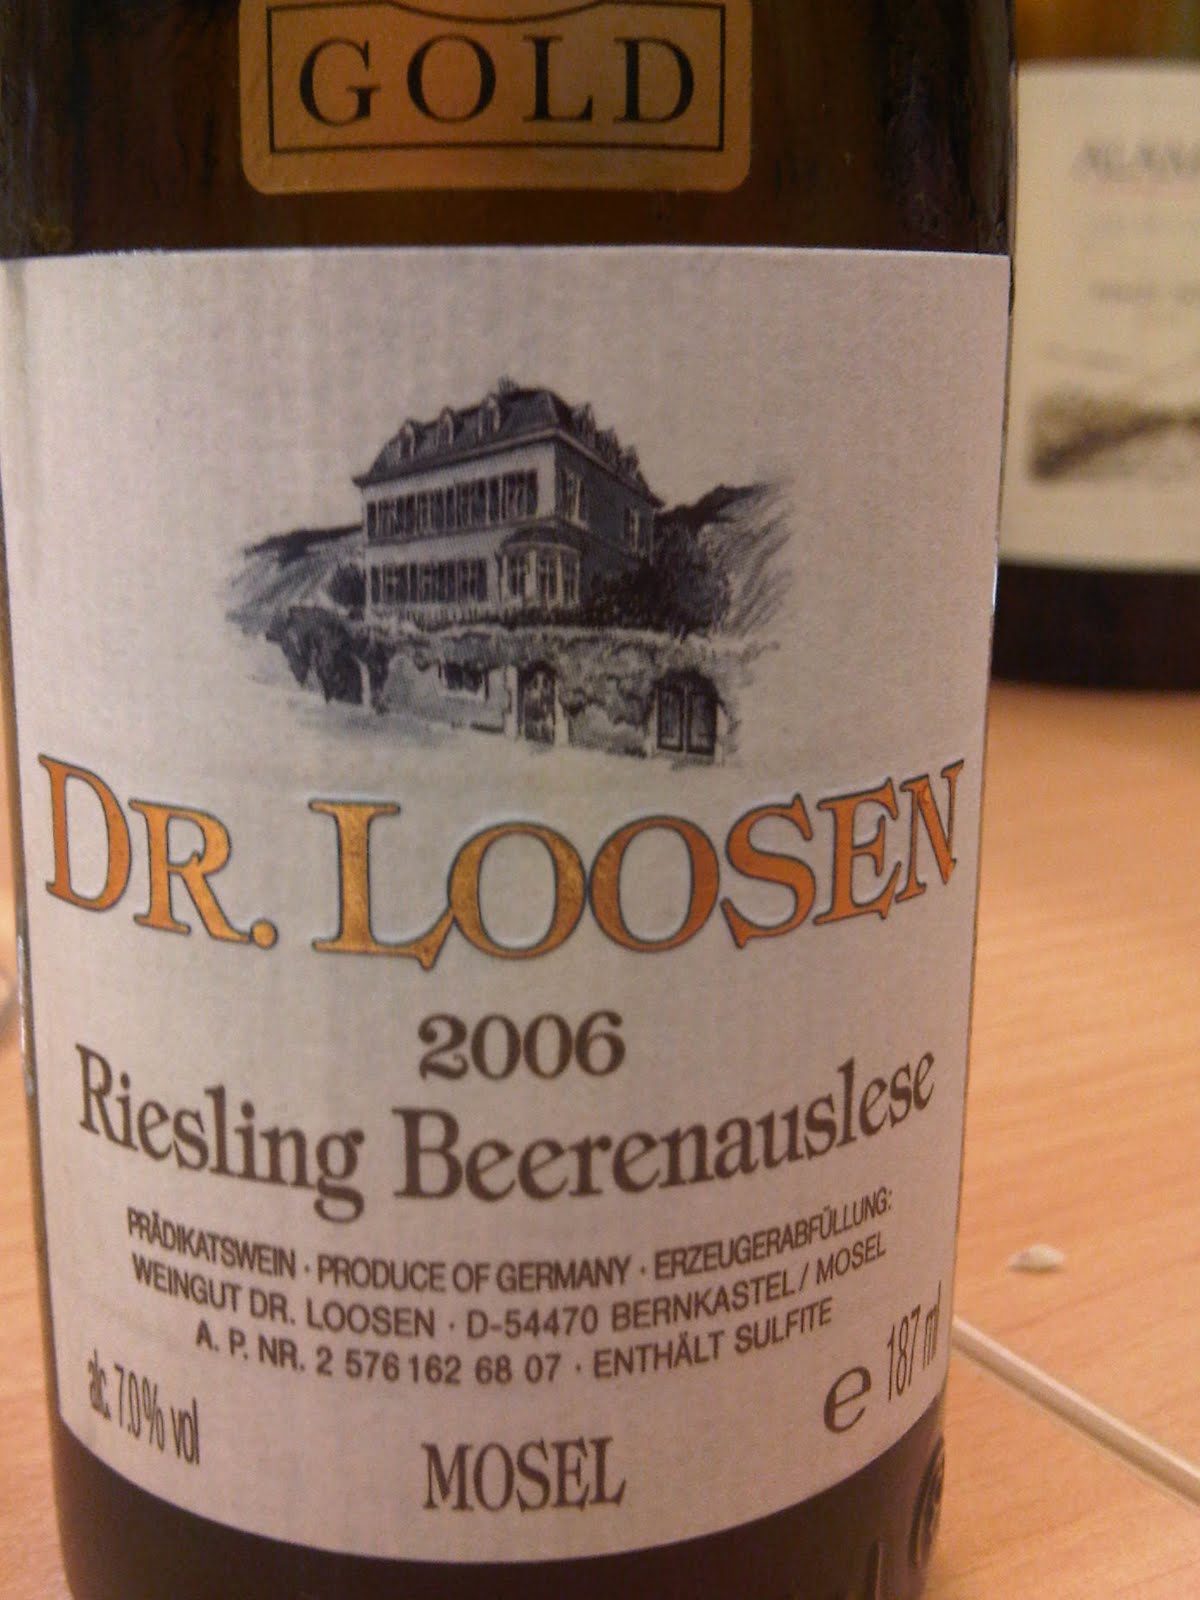 GOLD
DR. LOOSEN
2006
Riesling Beerenauslese
PRÄDIKATSWEIN · PRODUCE OF GERMANY · ERZEUGERABFÜLLUNG:
WEINGUT DR. LOOSEN · D-54470 BERNKASTEL / MOSEL
A. P. NR. 2 576 162 68 07 · ENTHÄLT SULFITE
alc. 7.0% vol
e 187 ml
MOSEL